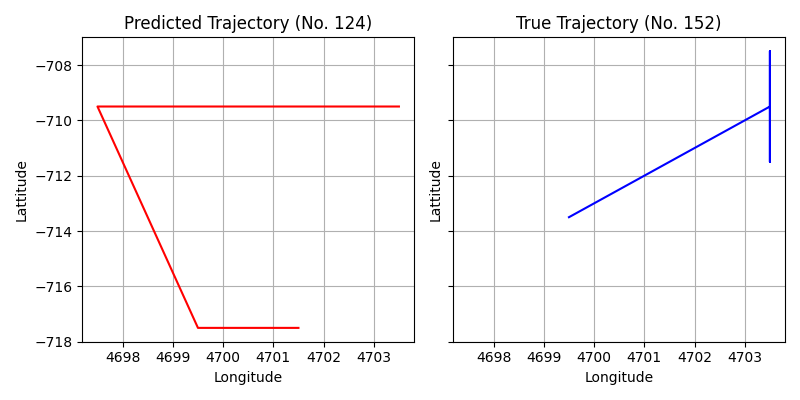 Predicted Trajectory (No. 124)
−708
−710
−712
−714
−716
−718
Lattitude
4698 4699 4700 4701 4702 4703
Longitude
True Trajectory (No. 152)
Lattitude
4698 4699 4700 4701 4702 4703
Longitude